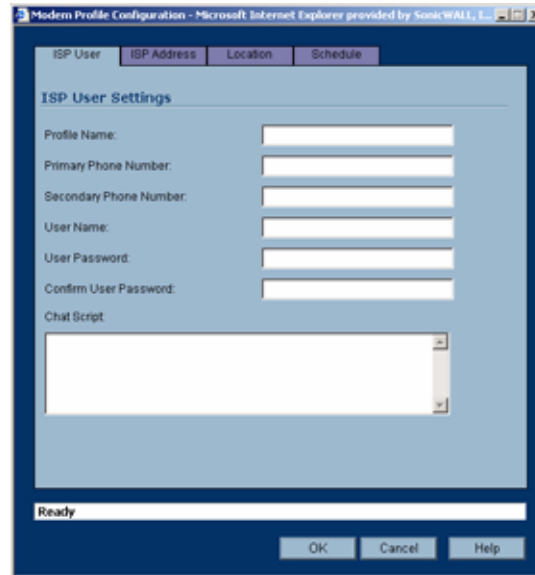 Modem Profile Configuration - Microsoft Internet Explorer provided by SonicWALL, I...
ISP User
ISP Address
Location
Schedule
ISP User Settings
Profile Name:
Primary Phone Number:
Secondary Phone Number:
User Name:
User Password:
Confirm User Password:
Chat Script:
Ready
OK
Cancel
Help